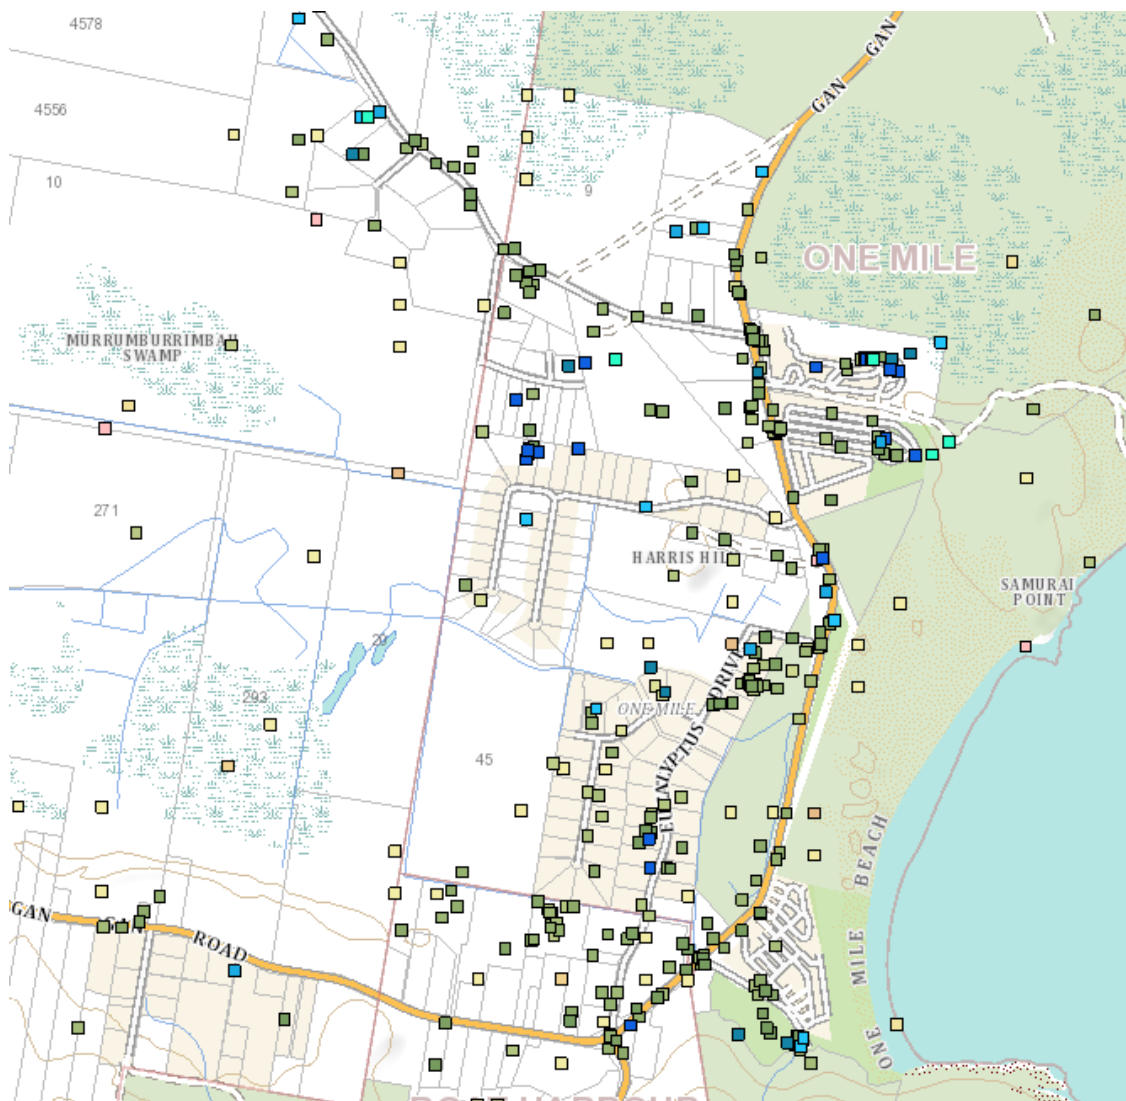 4578
GAN
GAN
4556
10
9
ONE MILE
MURRUMBURRIMBAH
SWAMP
271
HARRIS HILL
SAMURAI
POINT
29
293
ONE MILE
EUCALYPTUS DRIVE
45
ONE MILE BEACH
GAN
GAN
ROAD